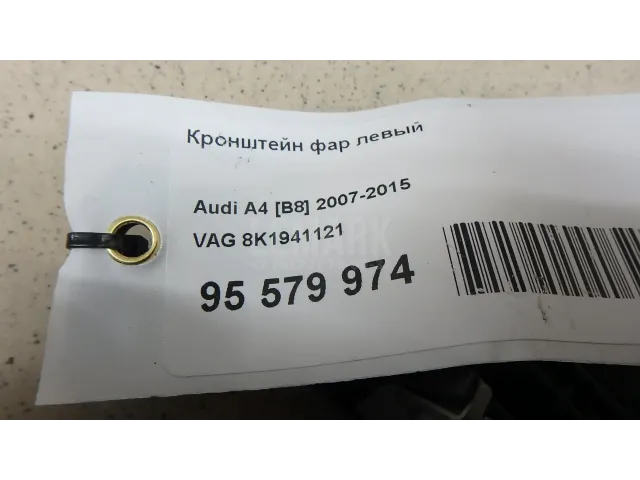 Кронштейн фар левый
Audi A4 [B8] 2007-2015
VAG 8K1941121
95 579 974